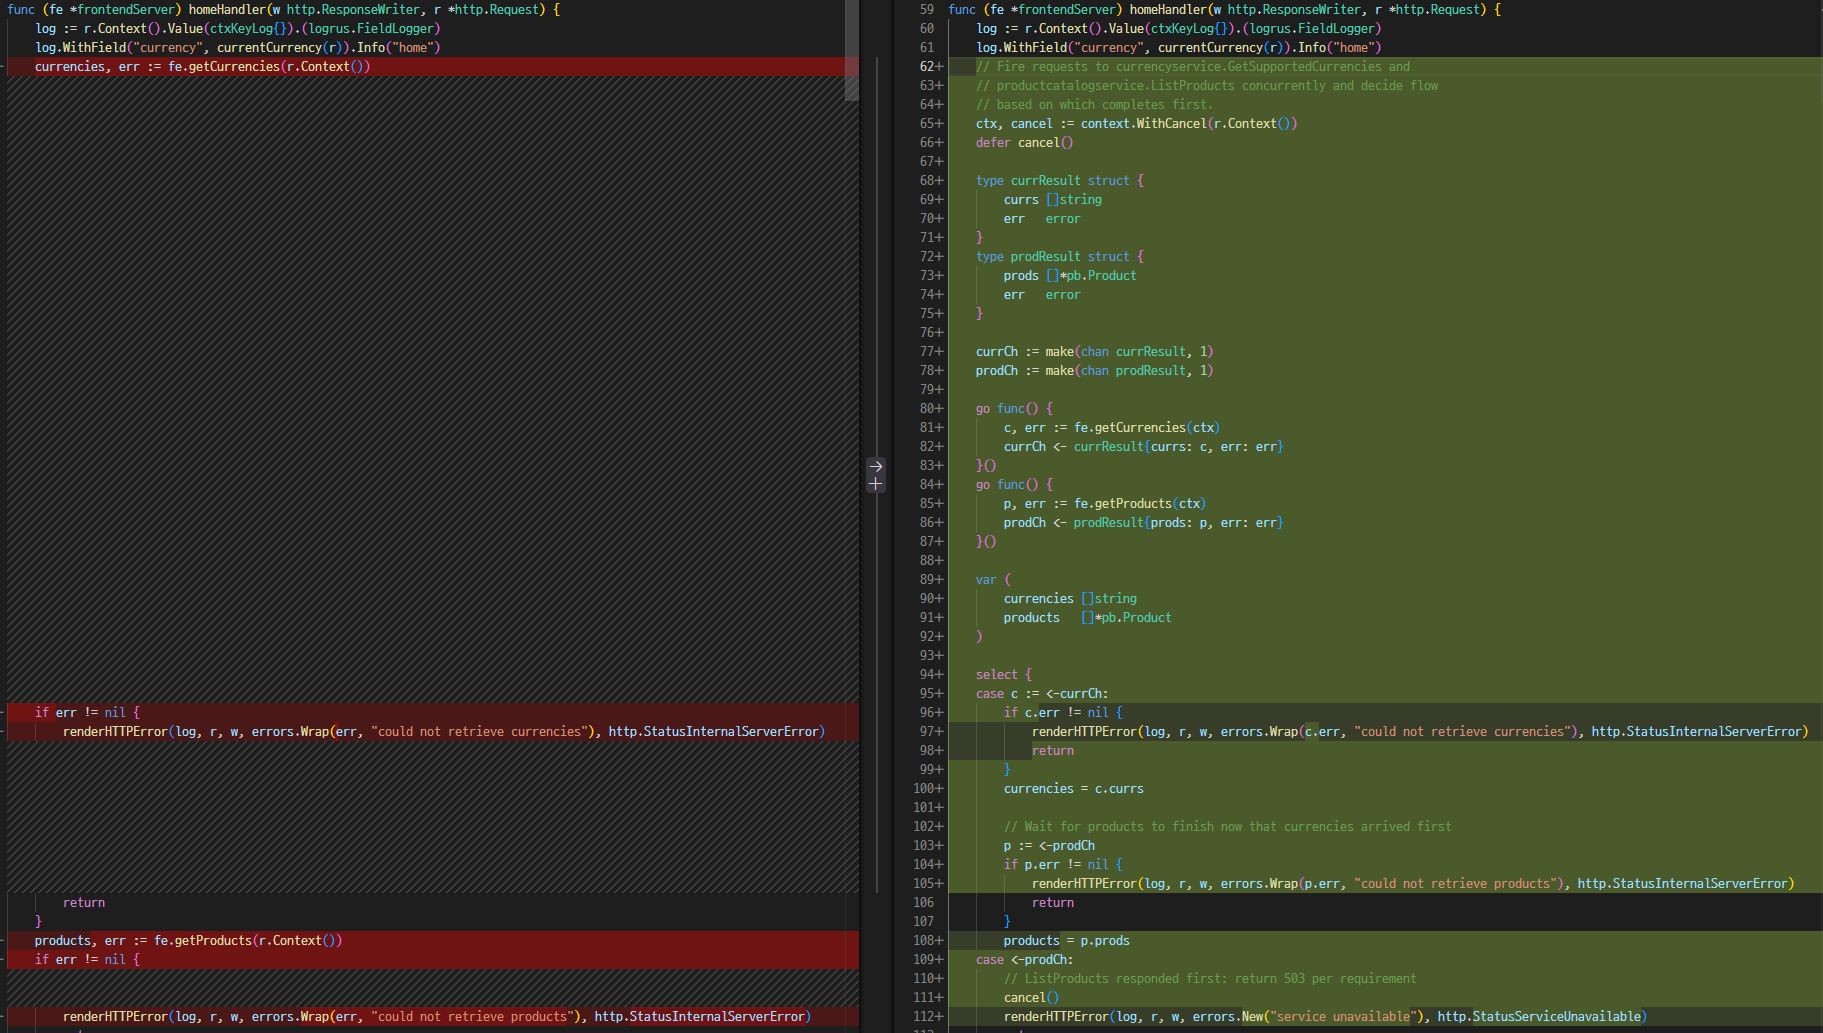 func (fe *frontendServer) homeHandler(w http.ResponseWriter, r *http.Request) {
    log := r.Context().Value(ctxKeyLog{}).(logrus.FieldLogger)
    log.WithField("currency", currentCurrency(r)).Info("home")
-    currencies, err := fe.getCurrencies(r.Context())
-    if err != nil {
-        renderHTTPError(log, r, w, errors.Wrap(err, "could not retrieve currencies"), http.StatusInternalServerError)
        return
    }
-    products, err := fe.getProducts(r.Context())
-    if err != nil {
-        renderHTTPError(log, r, w, errors.Wrap(err, "could not retrieve products"), http.StatusInternalServerError)
59 func (fe *frontendServer) homeHandler(w http.ResponseWriter, r *http.Request) {
60     log := r.Context().Value(ctxKeyLog{}).(logrus.FieldLogger)
61     log.WithField("currency", currentCurrency(r)).Info("home")
62+     // Fire requests to currencyservice.GetSupportedCurrencies and
63+     // productcatalogservice.ListProducts concurrently and decide flow
64+     // based on which completes first.
65+     ctx, cancel := context.WithCancel(r.Context())
66+     defer cancel()
67+
68+     type currResult struct {
69+         currs []string
70+         err   error
71+     }
72+     type prodResult struct {
73+         prods []*pb.Product
74+         err   error
75+     }
76+
77+     currCh := make(chan currResult, 1)
78+     prodCh := make(chan prodResult, 1)
79+
80+     go func() {
81+         c, err := fe.getCurrencies(ctx)
82+         currCh <- currResult{currs: c, err: err}
83+     }()
84+     go func() {
85+         p, err := fe.getProducts(ctx)
86+         prodCh <- prodResult{prods: p, err: err}
87+     }()
88+
89+     var (
90+         currencies []string
91+         products   []*pb.Product
92+     )
93+
94+     select {
95+     case c := <-currCh:
96+         if c.err != nil {
97+             renderHTTPError(log, r, w, errors.Wrap(c.err, "could not retrieve currencies"), http.StatusInternalServerError)
98+             return
99+         }
100+         currencies = c.currs
101+
102+         // Wait for products to finish now that currencies arrived first
103+         p := <-prodCh
104+         if p.err != nil {
105+             renderHTTPError(log, r, w, errors.Wrap(p.err, "could not retrieve products"), http.StatusInternalServerError)
106             return
107         }
108+         products = p.prods
109+     case <-prodCh:
110+         // ListProducts responded first: return 503 per requirement
111+         cancel()
112+         renderHTTPError(log, r, w, errors.New("service unavailable"), http.StatusServiceUnavailable)